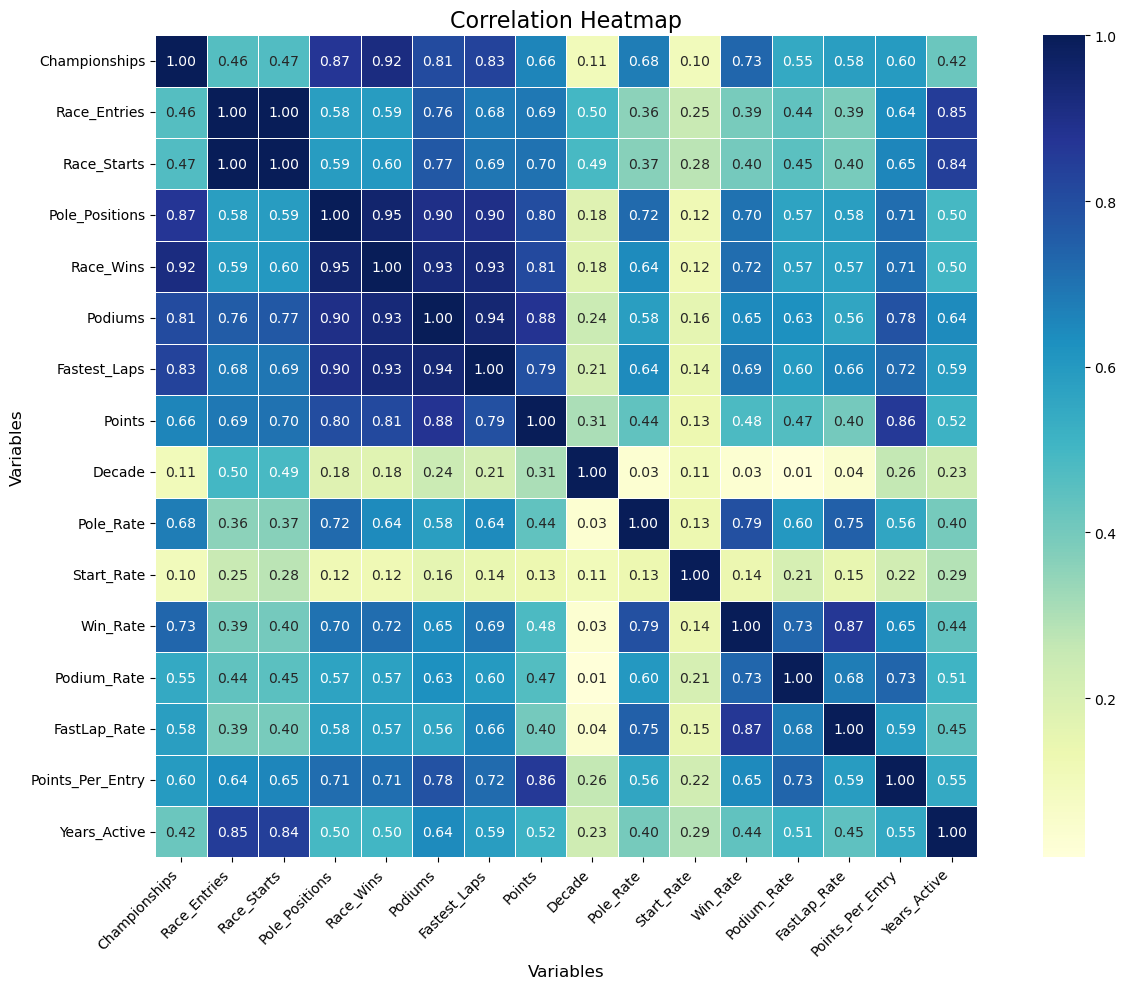 Correlation Heatmap
Championships 1.00 0.46 0.47 0.87 0.92 0.81 0.83 0.66 0.11 0.68 0.10 0.73 0.55 0.58 0.60 0.42
Race_Entries 0.46 1.00 1.00 0.58 0.59 0.76 0.68 0.69 0.50 0.36 0.25 0.39 0.44 0.39 0.64 0.85
Race_Starts 0.47 1.00 1.00 0.59 0.60 0.77 0.69 0.70 0.49 0.37 0.28 0.40 0.45 0.40 0.65 0.84
Pole_Positions 0.87 0.58 0.59 1.00 0.95 0.90 0.90 0.80 0.18 0.72 0.12 0.70 0.57 0.58 0.71 0.50
Race_Wins 0.92 0.59 0.60 0.95 1.00 0.93 0.93 0.81 0.18 0.64 0.12 0.72 0.57 0.57 0.71 0.50
Podiums 0.81 0.76 0.77 0.90 0.93 1.00 0.94 0.88 0.24 0.58 0.16 0.65 0.63 0.56 0.78 0.64
Fastest_Laps 0.83 0.68 0.69 0.90 0.93 0.94 1.00 0.79 0.21 0.64 0.14 0.69 0.60 0.66 0.72 0.59
Points 0.66 0.69 0.70 0.80 0.81 0.88 0.79 1.00 0.31 0.44 0.13 0.48 0.47 0.40 0.86 0.52
Decade 0.11 0.50 0.49 0.18 0.18 0.24 0.21 0.31 1.00 0.03 0.11 0.03 0.01 0.04 0.26 0.23
Pole_Rate 0.68 0.36 0.37 0.72 0.64 0.58 0.64 0.44 0.03 1.00 0.13 0.79 0.60 0.75 0.56 0.40
Start_Rate 0.10 0.25 0.28 0.12 0.12 0.16 0.14 0.13 0.11 0.13 1.00 0.14 0.21 0.15 0.22 0.29
Win_Rate 0.73 0.39 0.40 0.70 0.72 0.65 0.69 0.48 0.03 0.79 0.14 1.00 0.73 0.87 0.65 0.44
Podium_Rate 0.55 0.44 0.45 0.57 0.57 0.63 0.60 0.47 0.01 0.60 0.21 0.73 1.00 0.68 0.73 0.51
FastLap_Rate 0.58 0.39 0.40 0.58 0.57 0.56 0.66 0.40 0.04 0.75 0.15 0.87 0.68 1.00 0.59 0.45
Points_Per_Entry 0.60 0.64 0.65 0.71 0.71 0.78 0.72 0.86 0.26 0.56 0.22 0.65 0.73 0.59 1.00 0.55
Years_Active 0.42 0.85 0.84 0.50 0.50 0.64 0.59 0.52 0.23 0.40 0.29 0.44 0.51 0.45 0.55 1.00
Variables
Championships
Race_Entries
Race_Starts
Pole_Positions
Race_Wins
Podiums
Fastest_Laps
Points
Decade
Pole_Rate
Start_Rate
Win_Rate
Podium_Rate
FastLap_Rate
Points_Per_Entry
Years_Active
Variables
1.0
0.8
0.6
0.4
0.2